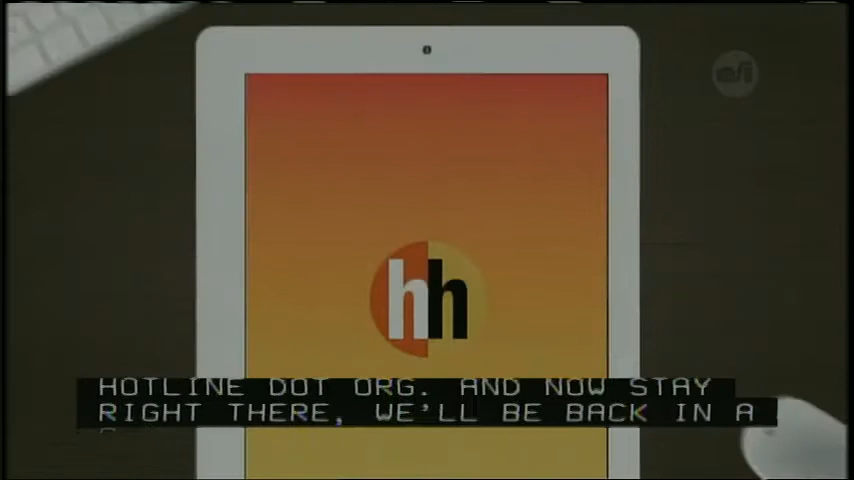 hh
HOTLINE DOT ORG. AND NOW STAY
RIGHT THERE, WE'LL BE BACK IN A